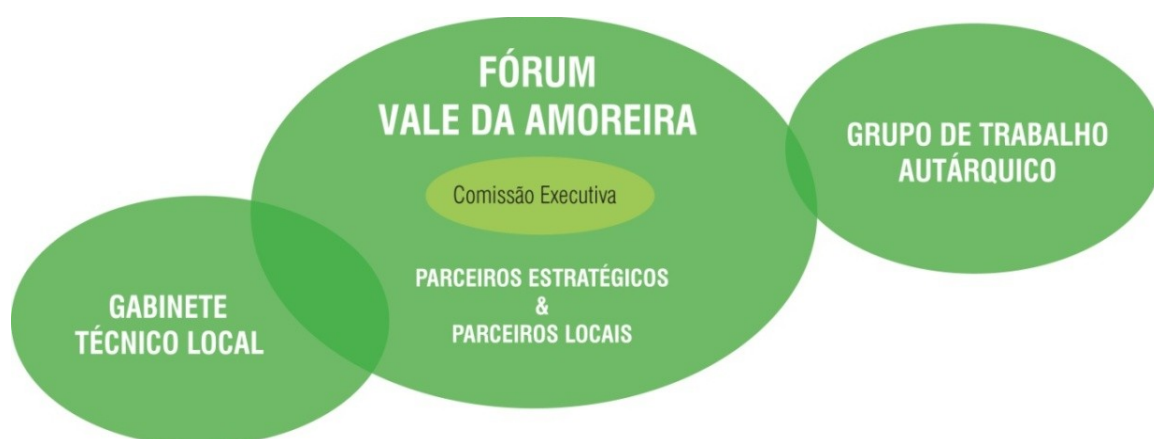 FÓRUM
VALE DA AMOREIRA
Comissão Executiva
PARCEIROS ESTRATÉGICOS
&
PARCEIROS LOCAIS
GABINETE
TÉCNICO LOCAL
GRUPO DE TRABALHO
AUTÁRQUICO